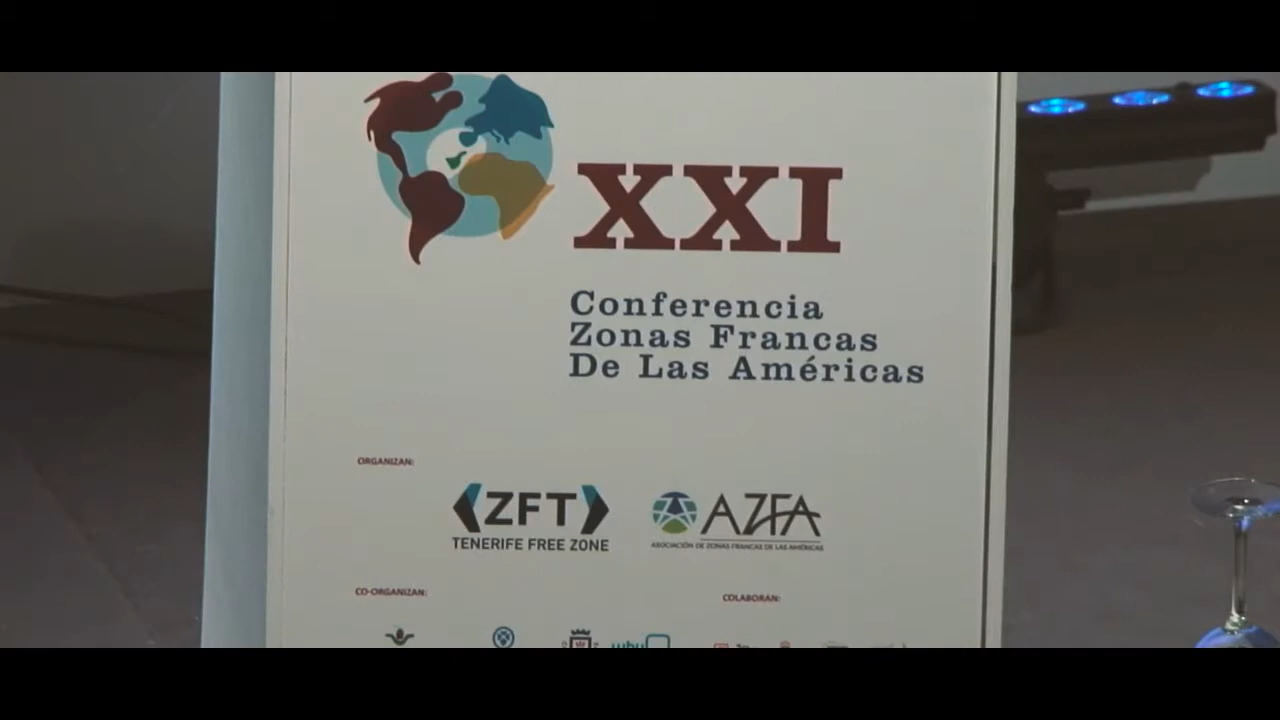 XXI
Conferencia
Zonas Francas
De Las Américas
ORGANIZAN:
ZFT
TENERIFE FREE ZONE
AZFA
ASOCIACIÓN DE ZONAS FRANCAS DE LAS AMÉRICAS
CO-ORGANIZAN:
COLABORAN: